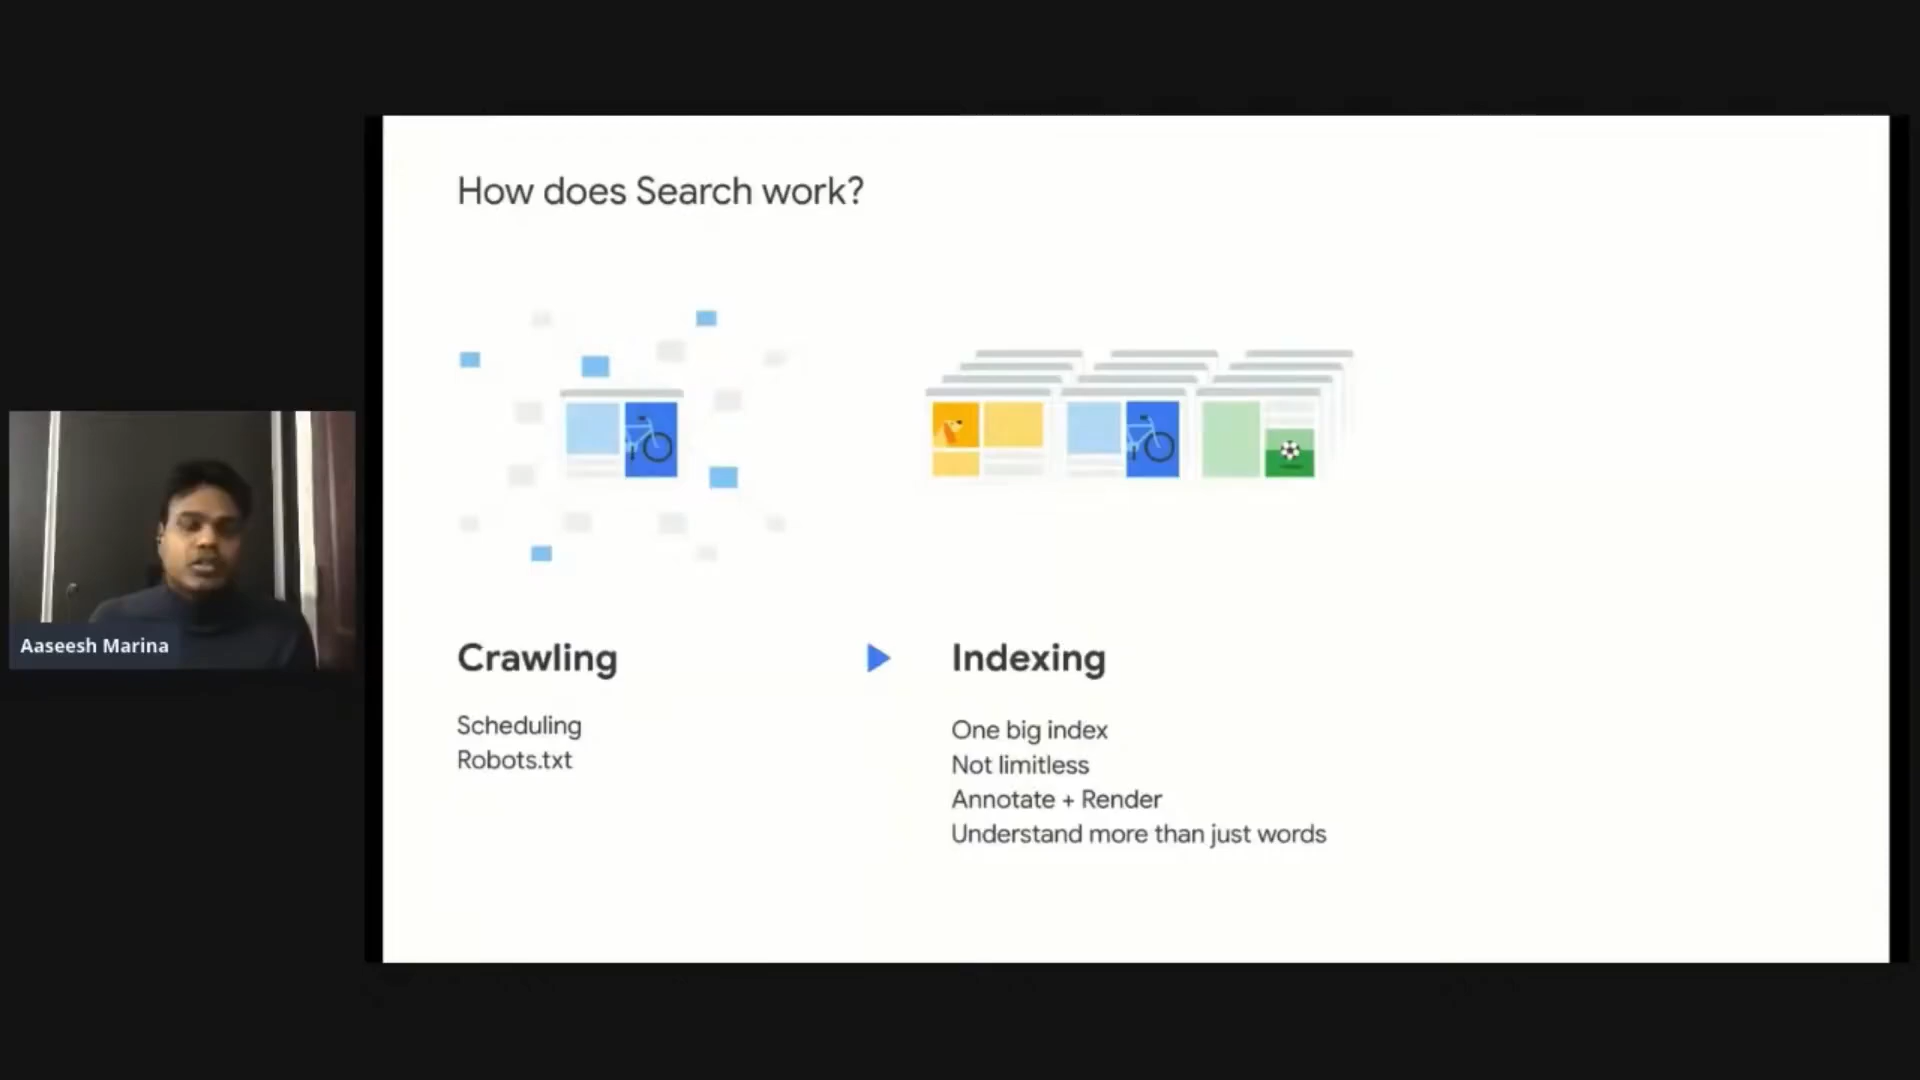 How does Search work?
Aaseesh Marina
Crawling
Scheduling
Robots.txt
Indexing
One big index
Not limitless
Annotate + Render
Understand more than just words